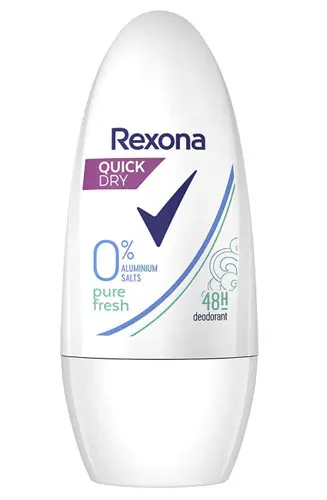 Rexona
QUICK
DRY
0%
ALUMINIUM
SALTS
pure
fresh
48H
deodorant